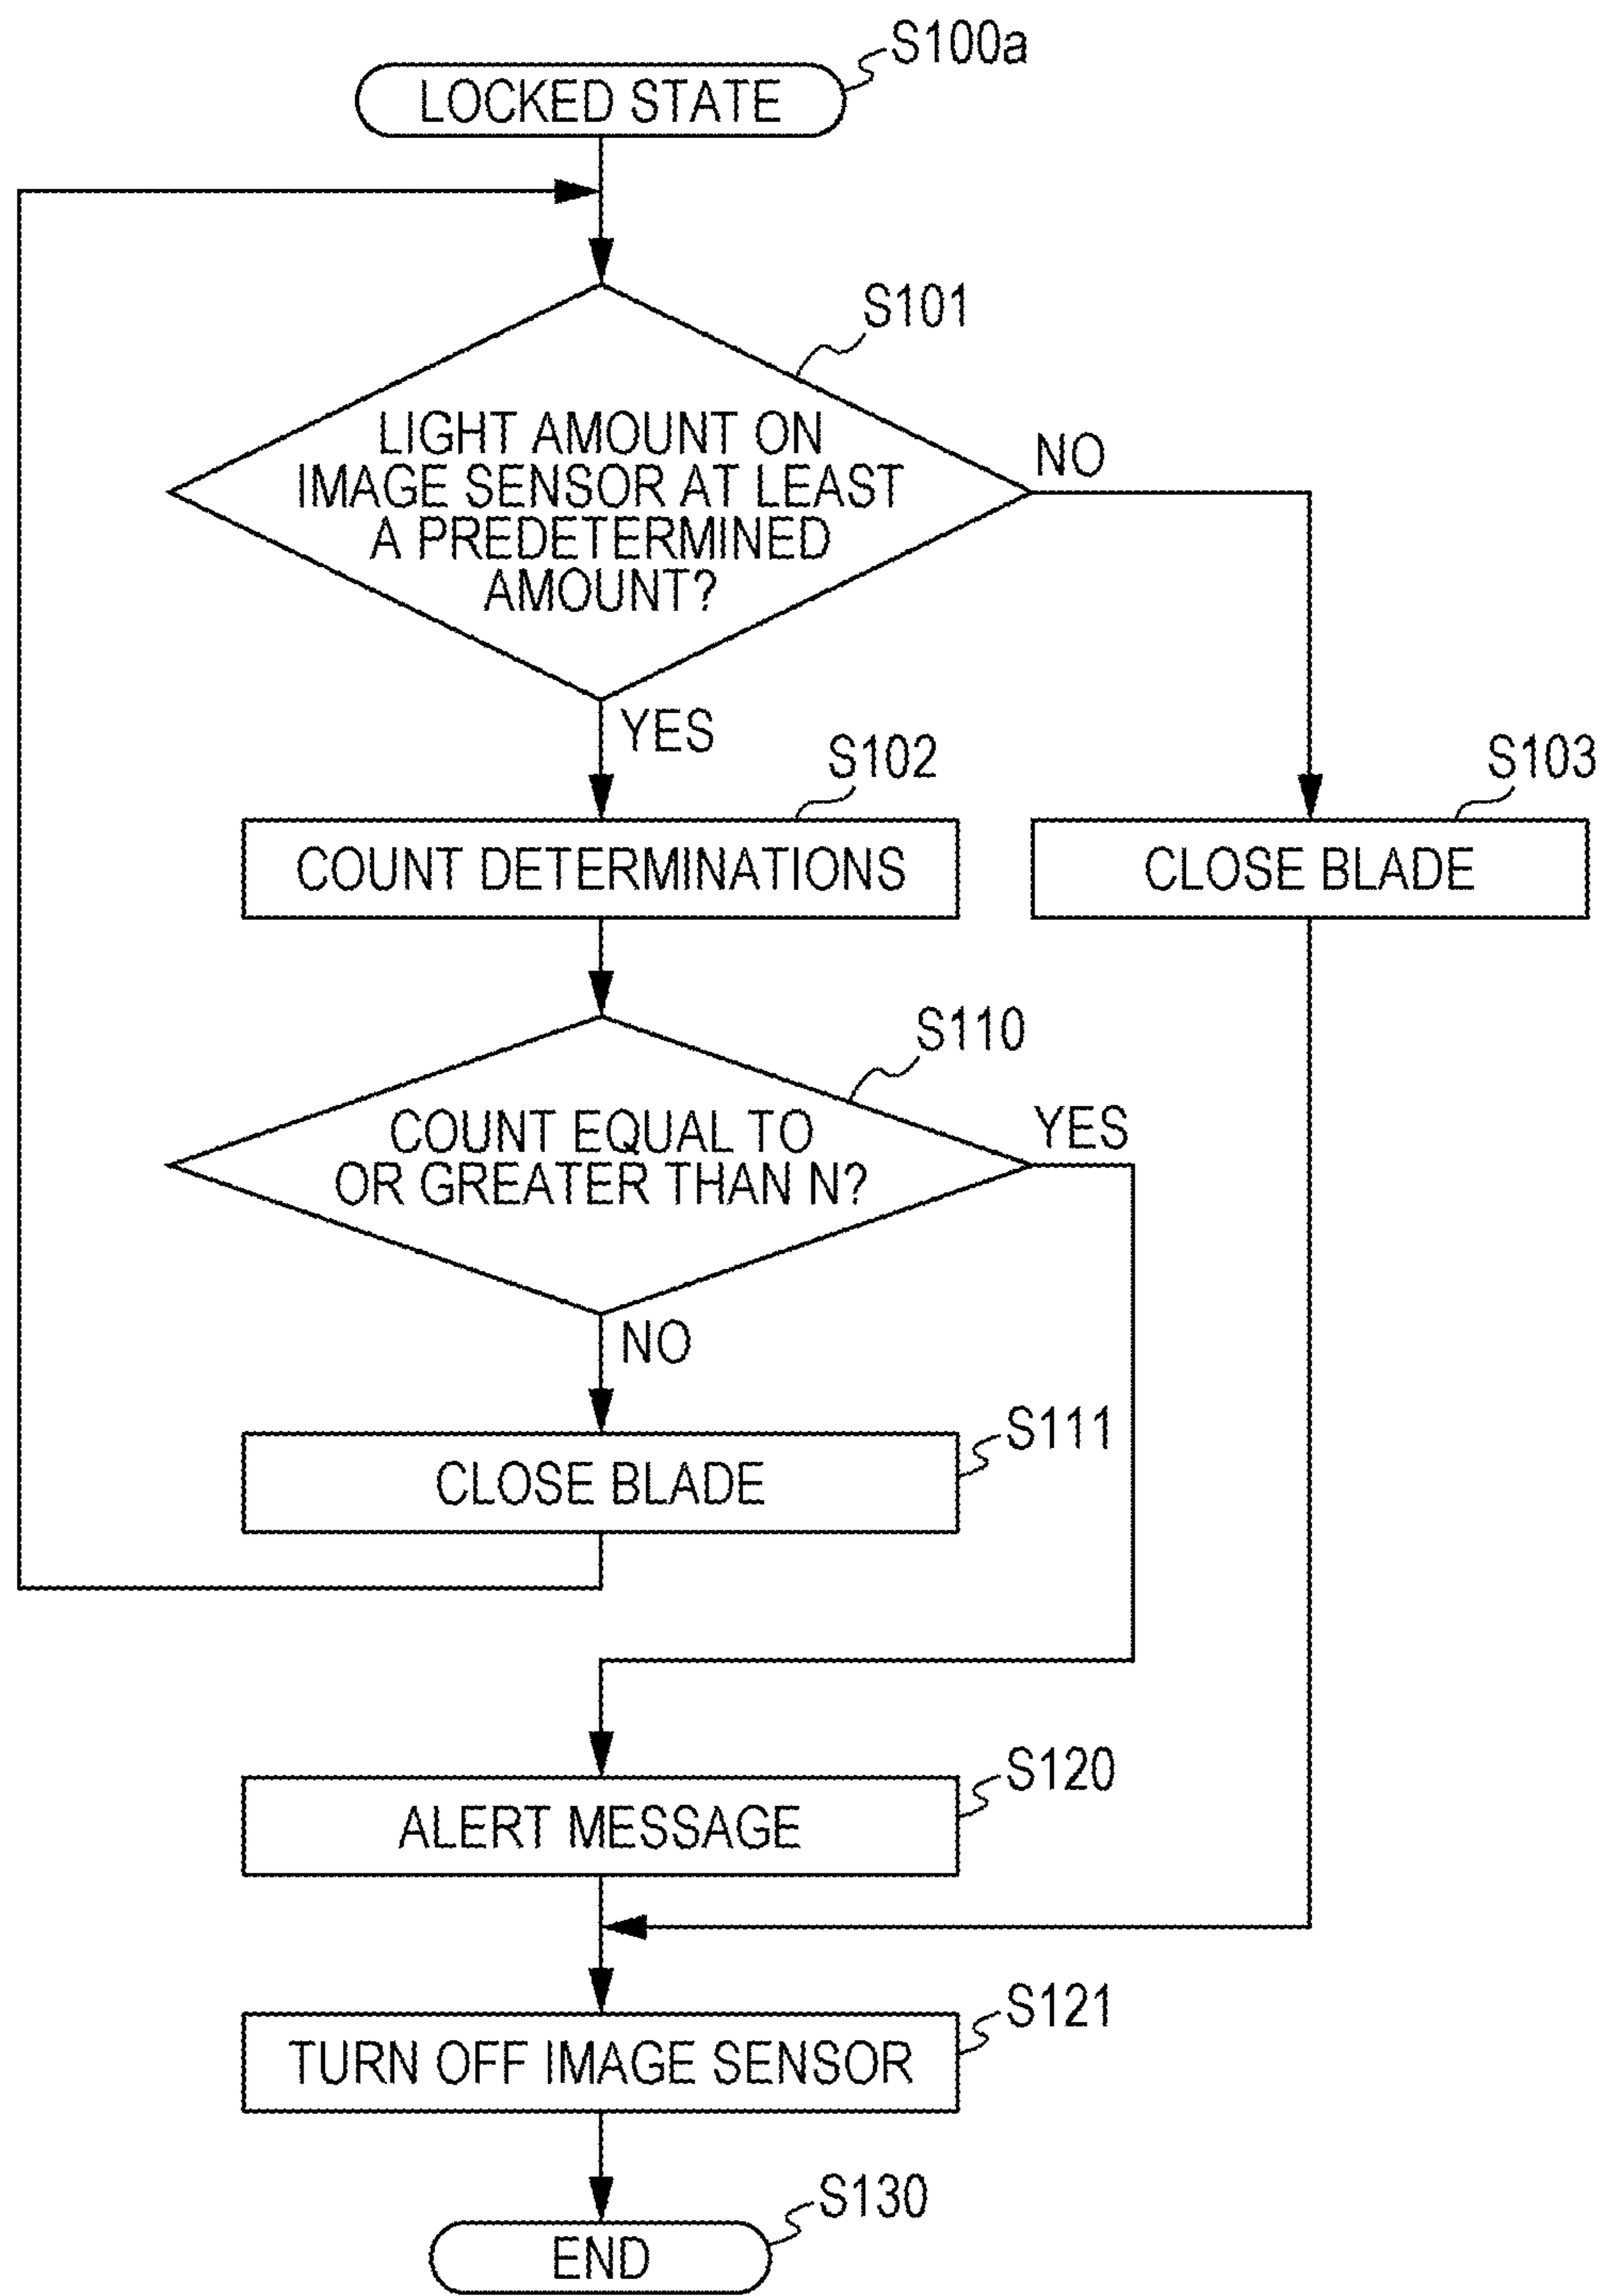 S100a
LOCKED STATE
S101
LIGHT AMOUNT ON
IMAGE SENSOR AT LEAST
A PREDETERMINED
AMOUNT?
NO
YES
S102
S103
COUNT DETERMINATIONS
CLOSE BLADE
S110
COUNT EQUAL TO
OR GREATER THAN N?
YES
NO
S111
CLOSE BLADE
S120
ALERT MESSAGE
S121
TURN OFF IMAGE SENSOR
S130
END